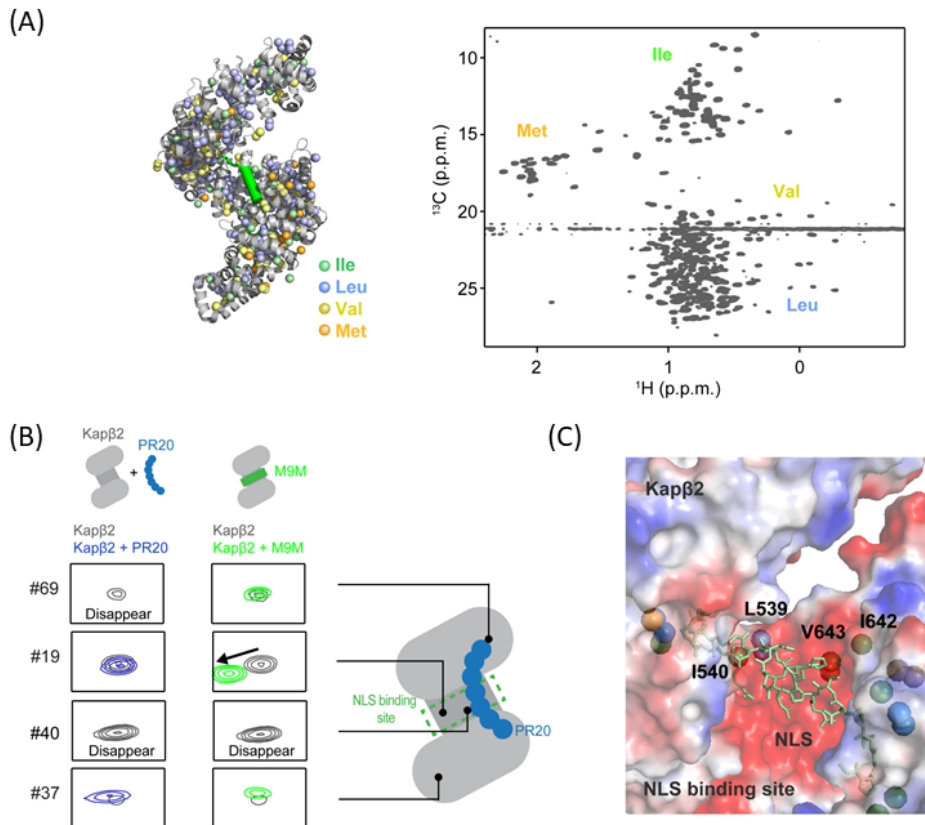 (A)
Ile
Leu
Val
Met
Ile
Met
Val
Leu
10
15
20
25
¹³C (p.p.m.)
2
1
0
¹H (p.p.m.)
(B)
Kapβ2
PR20
+
M9M
Kapβ2
Kapβ2 + PR20
Kapβ2
Kapβ2 + M9M
#69
Disappear
#19
#40
Disappear
Disappear
#37
NLS binding
site
PR20
(C)
Kapβ2
L539
V643
I642
I540
NLS
NLS binding site